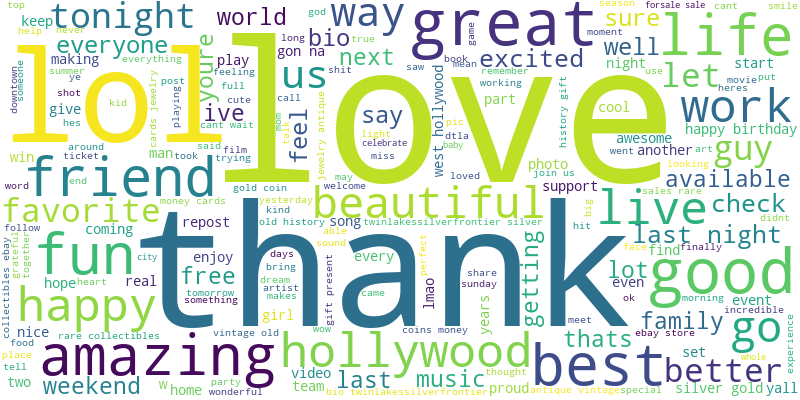 top
keep
tonight
world
way
great
long
god
game
season
forsale sale
cant
smile
help
never
bio
true
sure
moment
life
everyone
youre
gon na
next
book
saw
mean
excited
well
remember
working
night
start
use
movie
put
heres
making
everything
play
us
shit
lol
love
summer
feeling
let
downtown
someone
ye
post
full
call
part
shot
playing
cute
kid
cards jewelry
give
hes
ive
mom
feel
say
west hollywood
pic
cool
history gift
work
cant wait
talk
light
celebrate
miss
dtla
baby
happy birthday
jewelry antique
around
said
awesome
went
another
art
guy
win
ticket
man
took
film
trying
photo
join us
looking
word
friend
end
may
welcome
loved
support
available
gold coin
money cards
yesterday
kind
beautiful
sales rare
favorite
live
check
repost
old history
song
twinlakessilverfrontier silver
big
didnt
follow
coming
able
sound
hit
last night
collectibles ebay
grateful
together
fun
city
enjoy
days
thank
every
perfect
getting
face
finally
find
good
hope
heart
real
free
bring
dream
gift present
lmao
share
sunday
lot
even
tomorrow
something
artist
makes
came
years
ok
morning
event
incredible
happy
girl
wow
coins money
meet
family
go
nice
food
rare collectibles
vintage old
hollywood
thats
ebay store
experience
place
tell
amazing
video
team
thought
best
set
better
whole
two
weekend
w
home
party
wonderful
last
music
proud
antique vintage
special
silver gold
yall
bio twinlakessilverfrontier